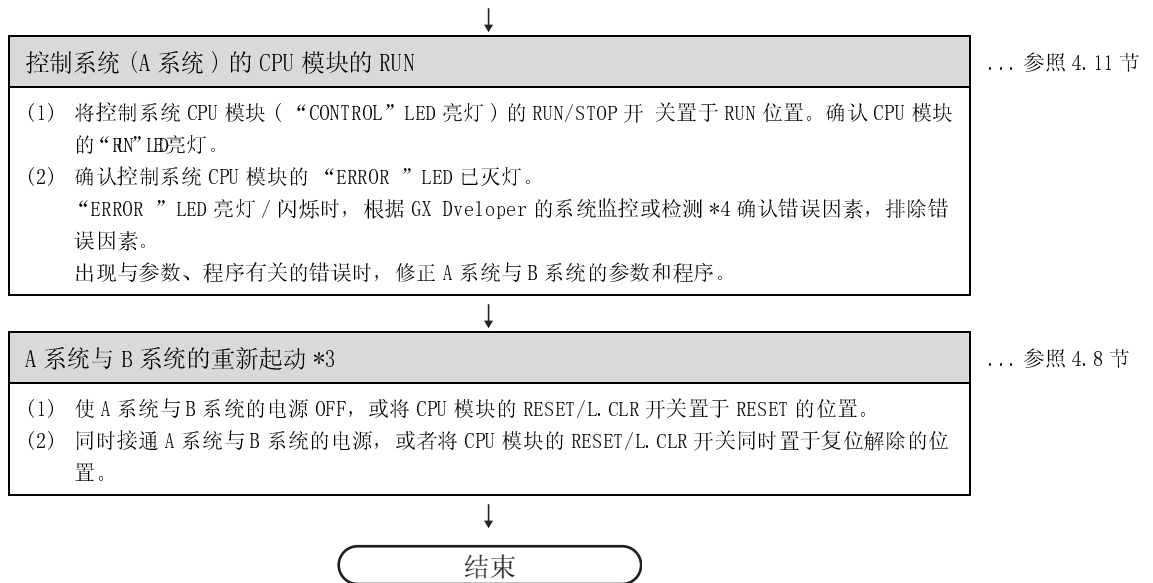 控制系统 (A 系统 ) 的 CPU 模块的 RUN
... 参照 4.11 节
(1) 将控制系统 CPU 模块 ( “CONTROL”LED 亮灯 ) 的 RUN/STOP 开 关置于 RUN 位置。确认 CPU 模块
的“RUN”LED亮灯。
(2) 确认控制系统 CPU 模块的 “ERROR ”LED 已灭灯。
“ERROR ”LED 亮灯 / 闪烁时，根据 GX Dveloper 的系统监控或检测 *4 确认错误因素，排除错
误因素。
出现与参数、程序有关的错误时，修正 A 系统与 B 系统的参数和程序。
A 系统与 B 系统的重新起动 *3
... 参照 4.8 节
(1) 使 A 系统与 B 系统的电源 OFF，或将 CPU 模块的 RESET/L.CLR 开关置于 RESET 的位置。
(2) 同时接通 A 系统与 B 系统的电源，或者将 CPU 模块的 RESET/L.CLR 开关同时置于复位解除的位
置。
结束